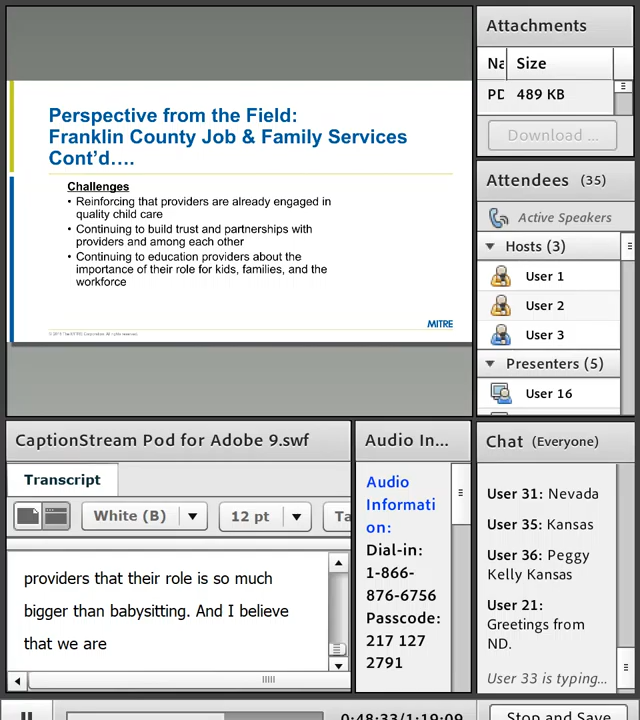 Perspective from the Field:
Franklin County Job & Family Services
Cont’d….
Challenges
• Reinforcing that providers are already engaged in
quality child care
• Continuing to build trust and partnerships with
providers and among each other
• Continuing to education providers about the
importance of their role for kids, families, and the
workforce
MITRE
Attachments
Size
489 KB
Download ...
Attendees (35)
Active Speakers
Hosts (3)
User 1
User 2
User 3
Presenters (5)
User 16
CaptionStream Pod for Adobe 9.swf
Transcript
White (B)
12 pt
Ta
providers that their role is so much
bigger than babysitting. And I believe
that we are
Audio In...
Audio
Informati
on:
Dial-in:
1-866-
876-6756
Passcode:
217 127
2791
Chat (Everyone)
User 31: Nevada
User 35: Kansas
User 36: Peggy
Kelly Kansas
User 21:
Greetings from
ND.
User 33 is typing...
0:48:33/1:19:09
Stop and Save